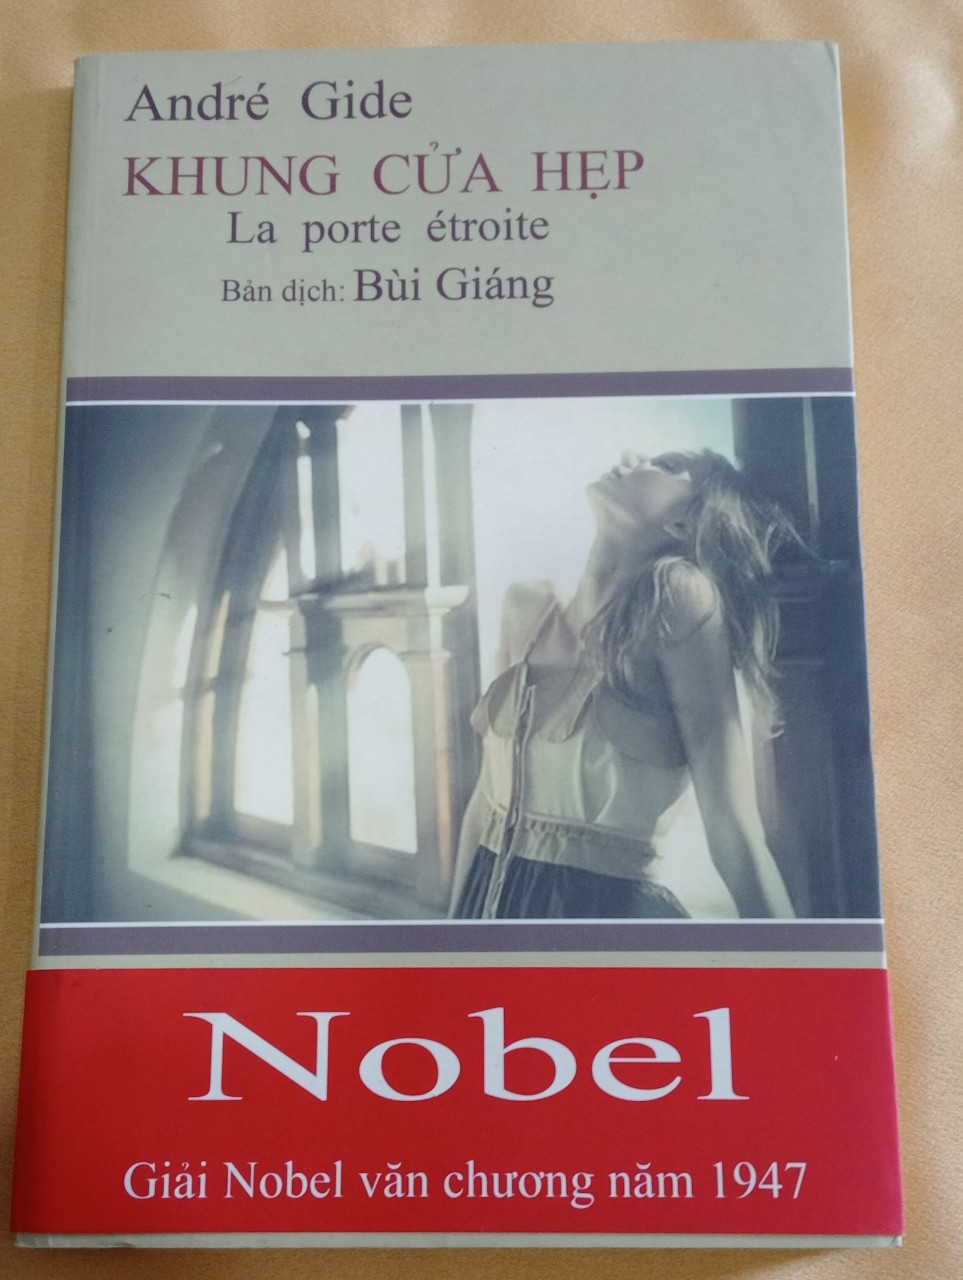 André Gide
KHUNG CỬA HẸP
La porte étroite
Bản dịch: Bùi Giáng
Nobel
Giải Nobel văn chương năm 1947